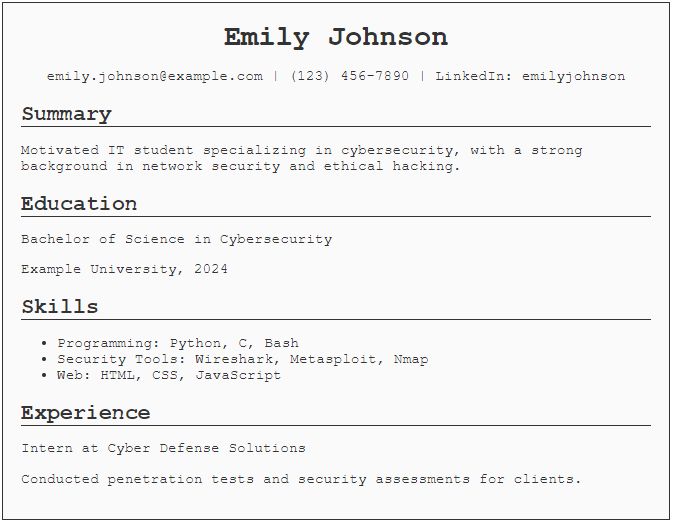 Emily Johnson
emily.johnson@example.com | (123) 456-7890 | LinkedIn: emilyjohnson
Summary
Motivated IT student specializing in cybersecurity, with a strong
background in network security and ethical hacking.
Education
Bachelor of Science in Cybersecurity
Example University, 2024
Skills
• Programming: Python, C, Bash
• Security Tools: Wireshark, Metasploit, Nmap
• Web: HTML, CSS, JavaScript
Experience
Intern at Cyber Defense Solutions
Conducted penetration tests and security assessments for clients.